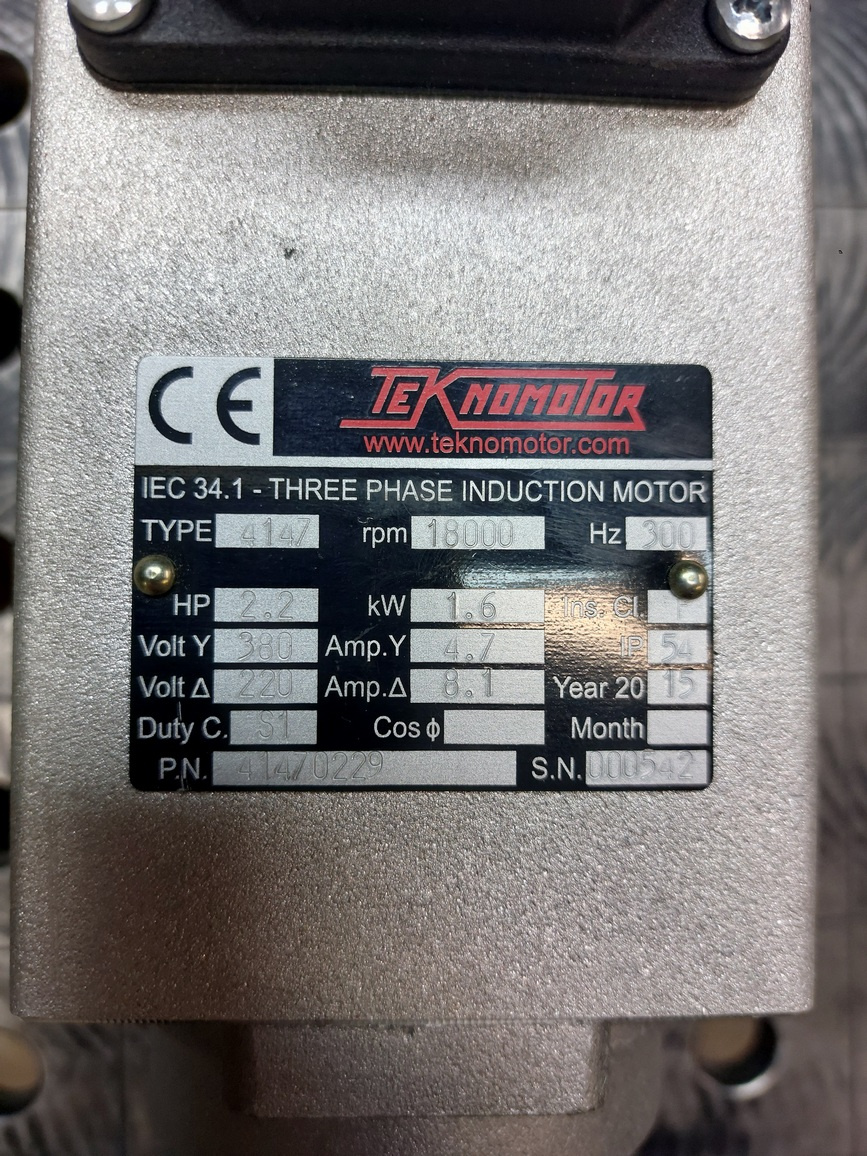 CE TEKNOMOTOR
www.teknomotor.com
IEC 34.1 - THREE PHASE INDUCTION MOTOR
TYPE 4147 rpm 18000 Hz 300
HP 2.2 kW 1.6 Ins. Cl. F
Volt Y 380 Amp.Y 4.7 IP 54
Volt Δ 220 Amp.Δ 8.1 Year 20 15
Duty C. S1 Cos ϕ Month
P.N. 41470229 S.N. 000542